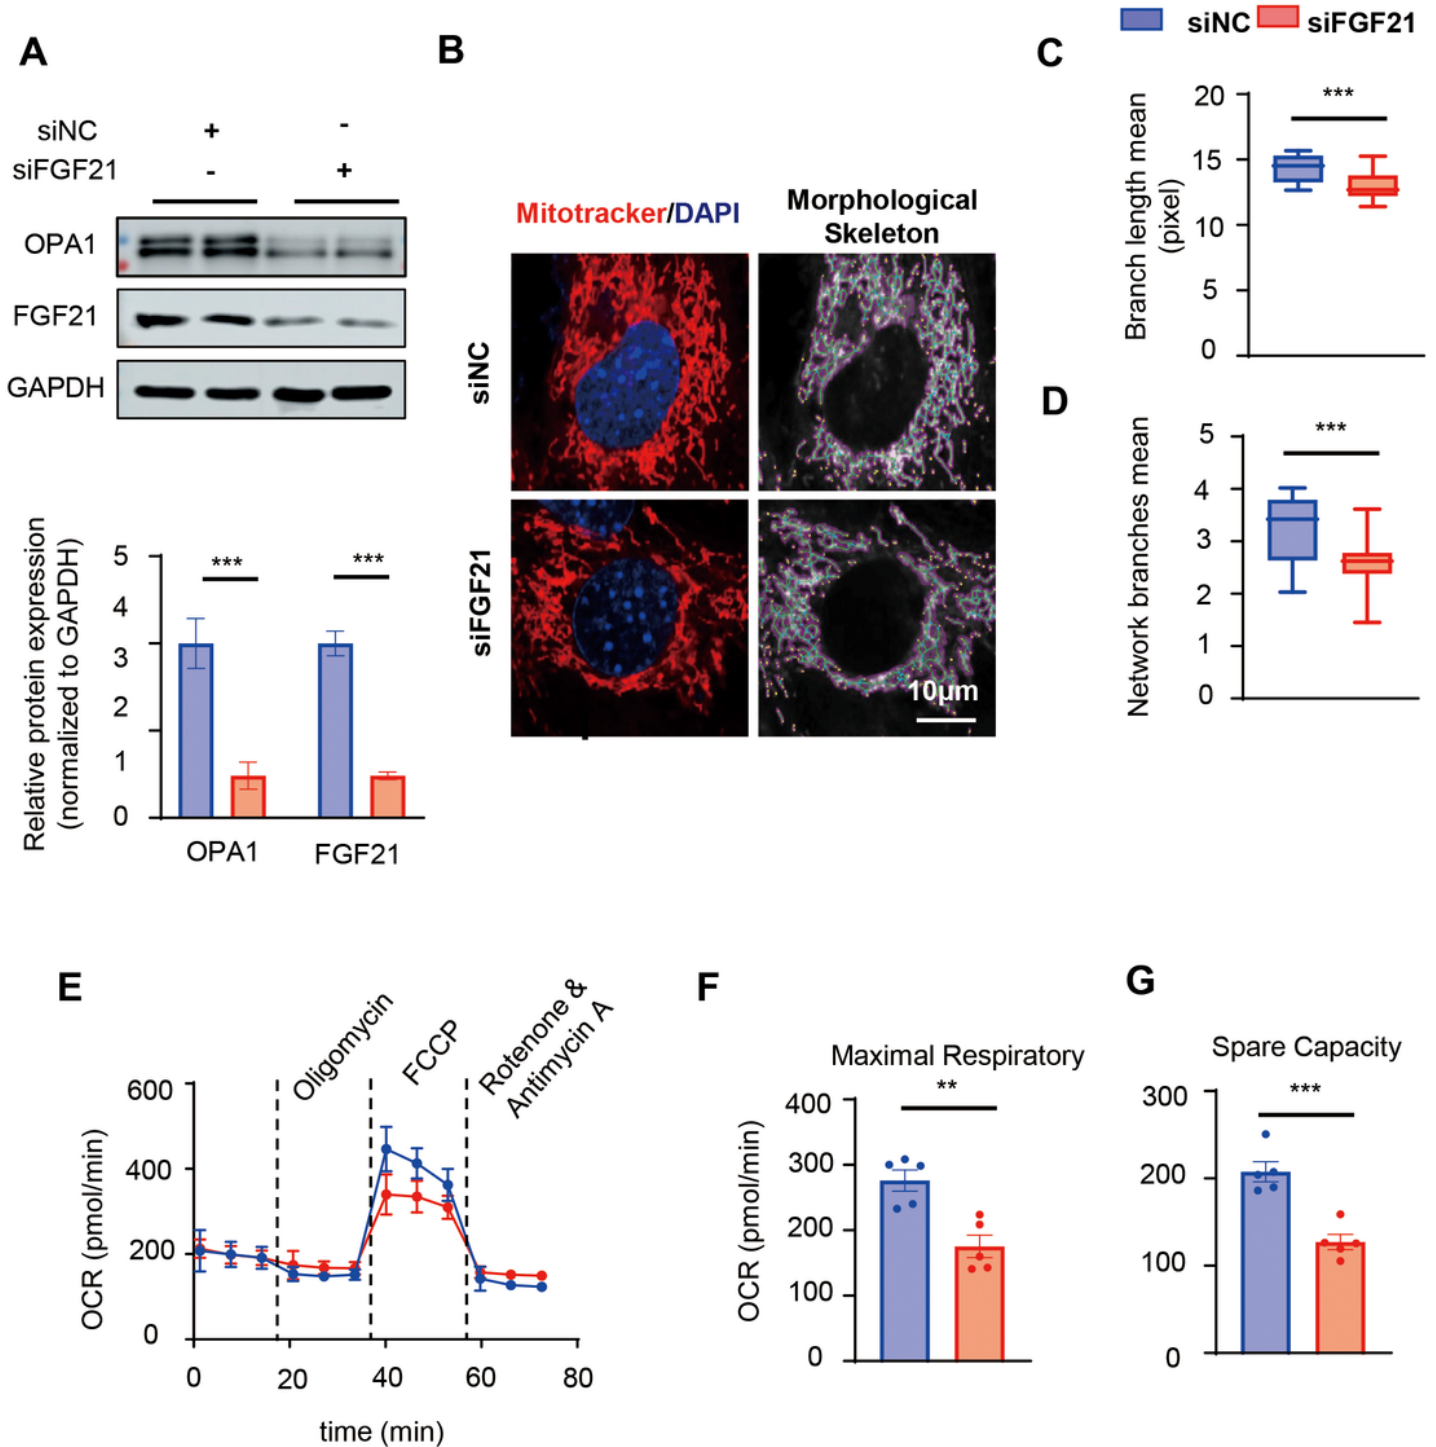 siNC siFGF21
A
siNC + -
siFGF21 - +
OPA1
FGF21
GAPDH
Relative protein expression
(normalized to GAPDH)
5
4
3
2
1
0
*** ***
OPA1 FGF21
B
Mitotracker/DAPI
Morphological
Skeleton
siNC
siFGF21
10μm
C
Branch length mean
(pixel)
20
15
10
5
0
***
D
Network branches mean
5
4
3
2
1
0
***
E
Oligomycin
FCCP
Rotenone &
Antimycin A
OCR (pmol/min)
600
400
200
0
0 20 40 60 80
time (min)
F
Maximal Respiratory
**
OCR (pmol/min)
400
300
200
100
0
G
Spare Capacity
***
300
200
100
0